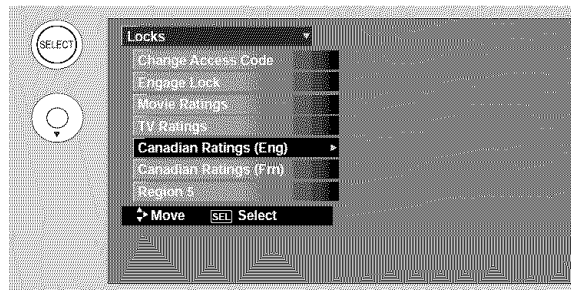 SELECT
Locks
Change Access Code
Engage Lock
Movie Ratings
TV Ratings
Canadian Ratings (Eng)
Canadian Ratings (Frn)
Region 5
Move SEL Select